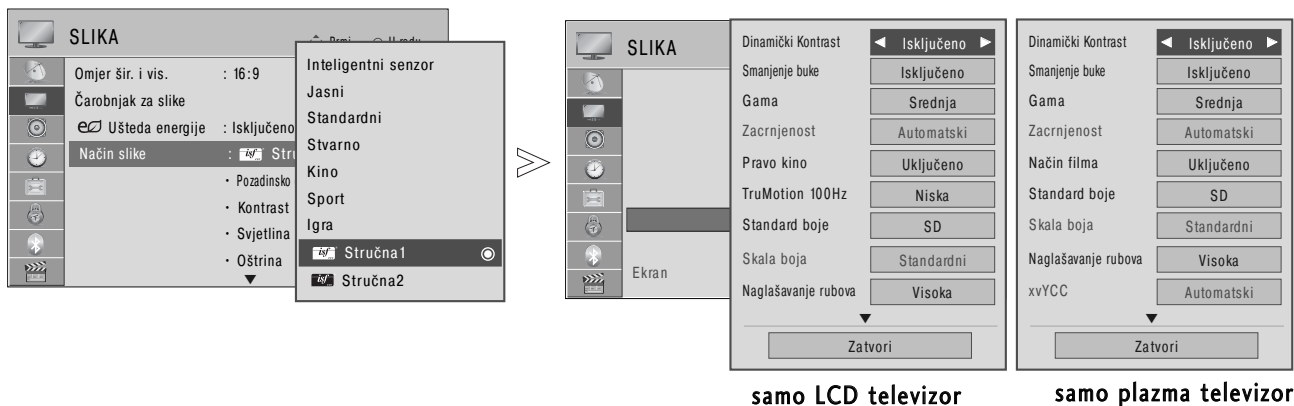 SLIKA
Omjer šir. i vis. : 16:9
Čarobnjak za slike
Ušteda energije : Isključeno
Način slike : isf Stru
• Pozadinsko
• Kontrast
• Svjetlina
• Oštrina
Inteligentni senzor
Jasni
Standardni
Stvarno
Kino
Sport
Igra
isf Stručna1
isf Stručna2
SLIKA
Ekran
Dinamički Kontrast Isključeno
Smanjenje buke Isključeno
Gama Srednja
Zacrnjenost Automatski
Pravo kino Uključeno
TruMotion 100Hz Niska
Standard boje SD
Skala boja Standardni
Naglašavanje rubova Visoka
Zatvori
samo LCD televizor
Dinamički Kontrast Isključeno
Smanjenje buke Isključeno
Gama Srednja
Zacrnjenost Automatski
Način filma Uključeno
Standard boje SD
Skala boja Standardni
Naglašavanje rubova Visoka
xvYCC Automatski
Zatvori
samo plazma televizor